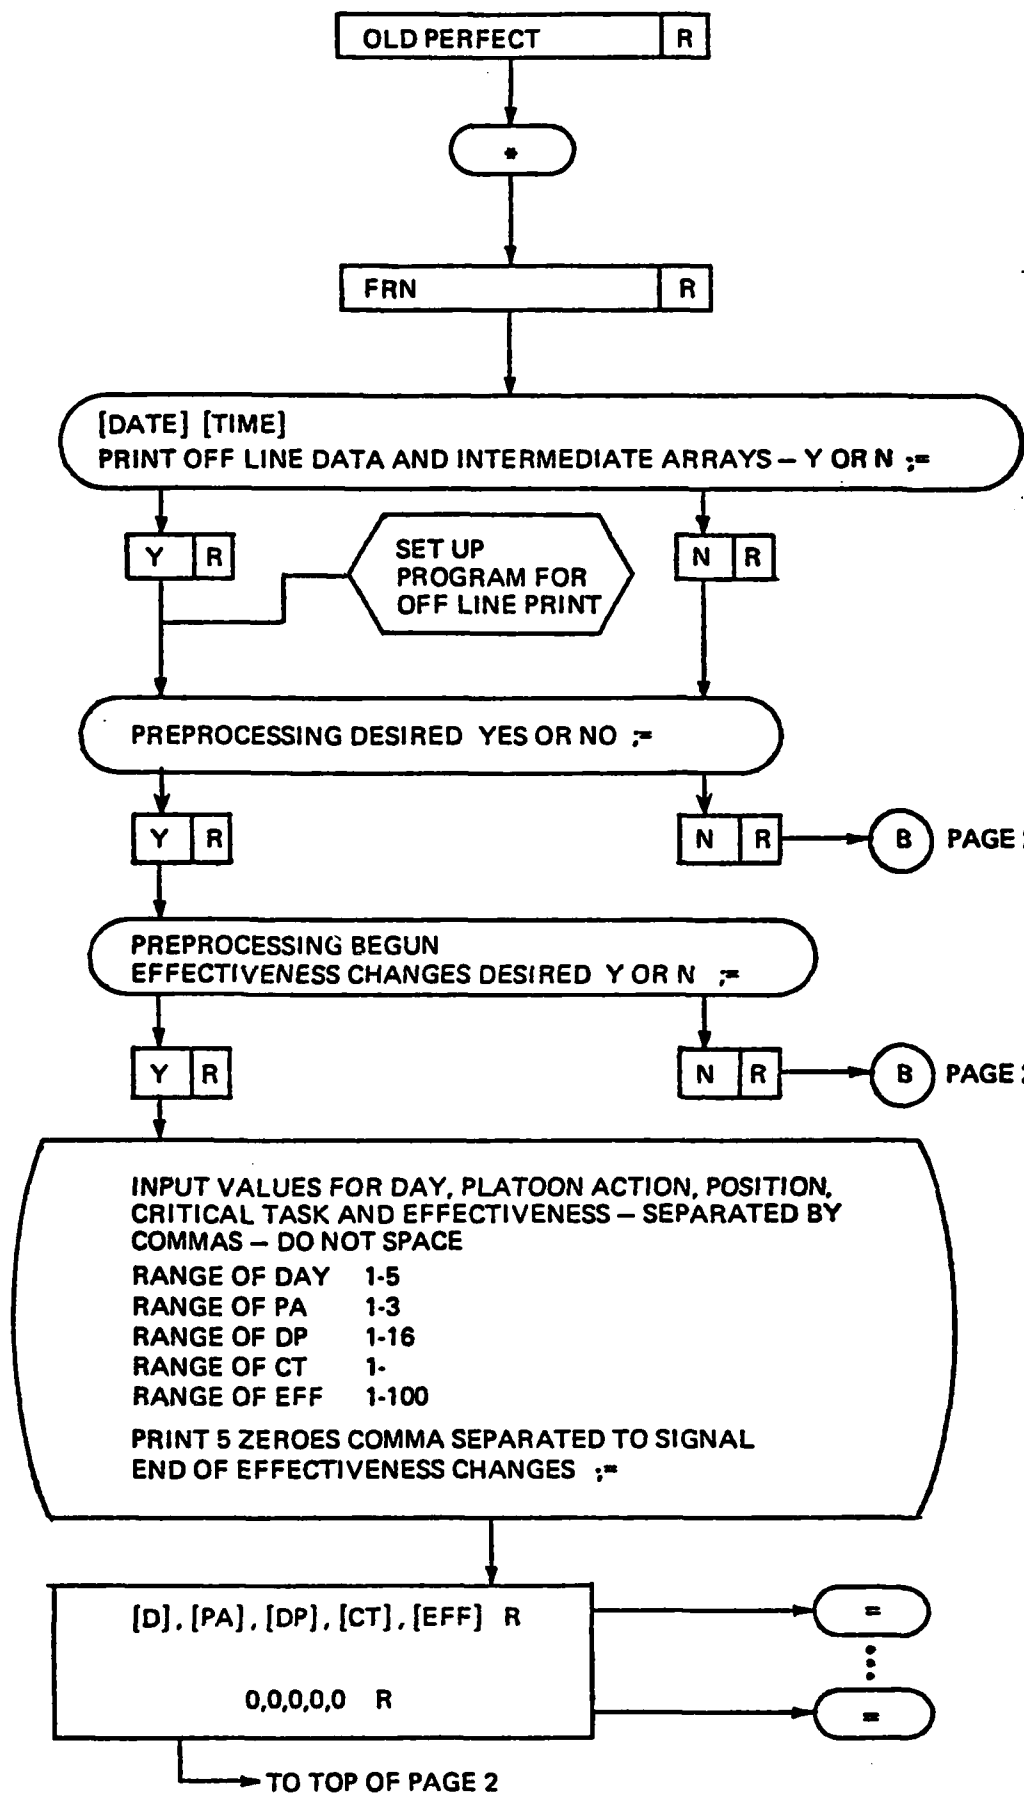 OLD PERFECT R
*
FRN R
[DATE] [TIME]
PRINT OFF LINE DATA AND INTERMEDIATE ARRAYS – Y OR N ;=
Y R
SET UP
PROGRAM FOR
OFF LINE PRINT
N R
PREPROCESSING DESIRED YES OR NO ;=
Y R
N R
B
PAGE
PREPROCESSING BEGUN
EFFECTIVENESS CHANGES DESIRED Y OR N ;=
Y R
N R
B
PAGE
INPUT VALUES FOR DAY, PLATOON ACTION, POSITION,
CRITICAL TASK AND EFFECTIVENESS – SEPARATED BY
COMMAS – DO NOT SPACE
RANGE OF DAY 1-5
RANGE OF PA 1-3
RANGE OF DP 1-16
RANGE OF CT 1-
RANGE OF EFF 1-100
PRINT 5 ZEROES COMMA SEPARATED TO SIGNAL
END OF EFFECTIVENESS CHANGES ;=
[D], [PA], [DP], [CT], [EFF] R
=
0,0,0,0,0 R
=
TO TOP OF PAGE 2